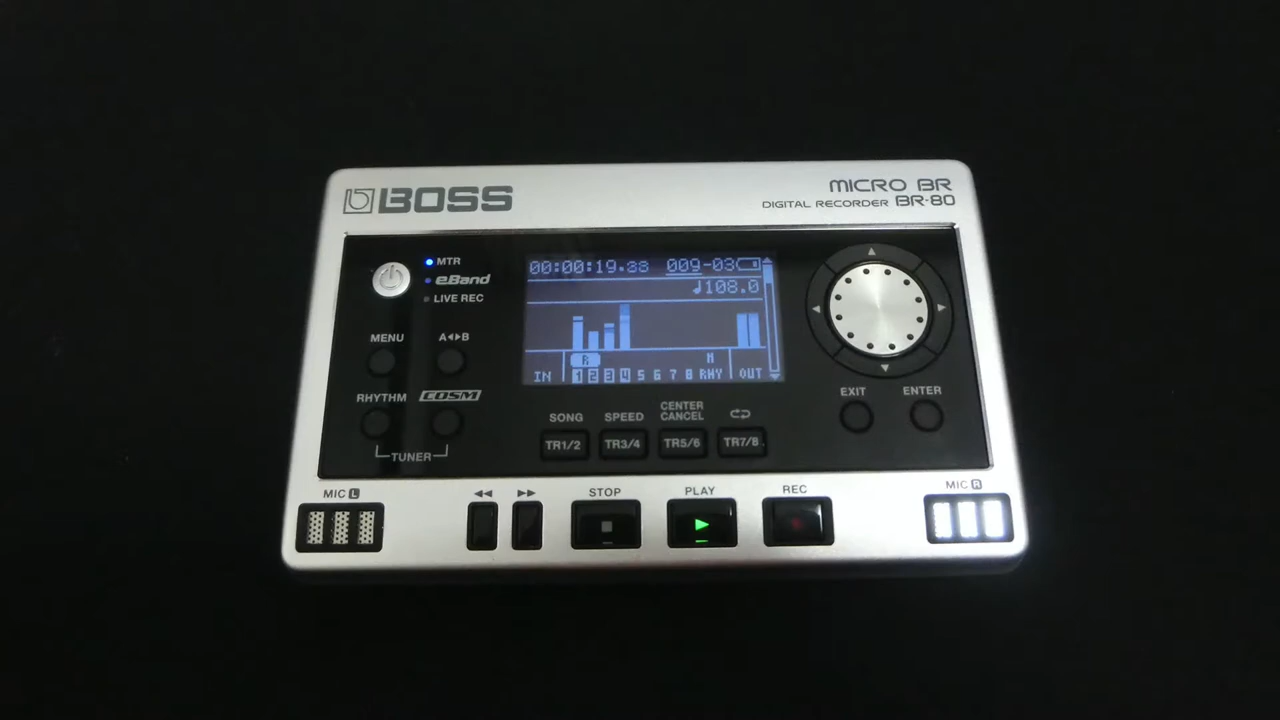 BOSS
MICRO BR
DIGITAL RECORDER BR-80
MTR
eBand
LIVE REC
MENU
A◀▶B
RHYTHM
COSM
TUNER
00:00:19.28 009-03
♩108.0
R M
IN 1 2 3 4 5 6 7 8 RHY OUT
SONG SPEED CENTER CANCEL
TR1/2 TR3/4 TR5/6 TR7/8
EXIT ENTER
MIC L
STOP PLAY REC
MIC R